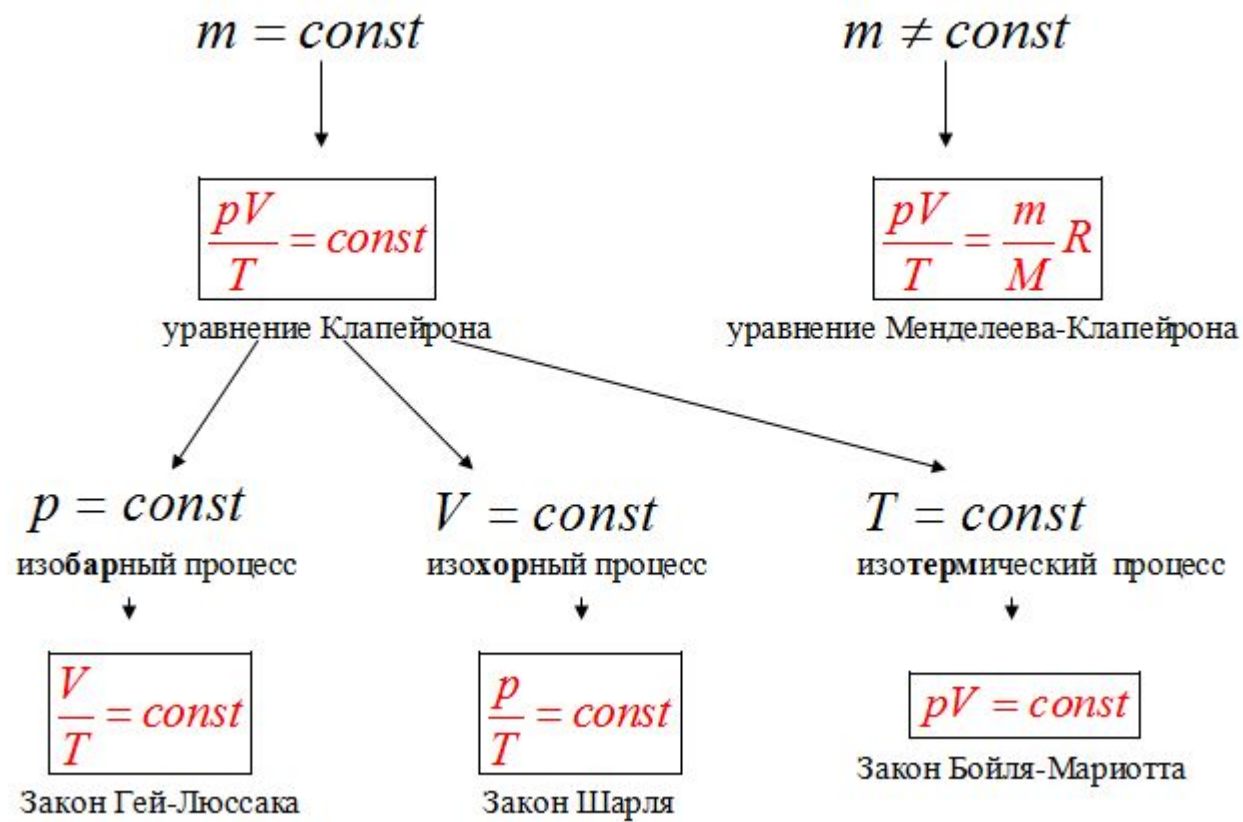 m = const
m ≠ const
pV/T = const
pV/T = m/M R
уравнение Клапейрона
уравнение Менделеева-Клапейрона
p = const
V = const
T = const
изобарный процесс
изохорный процесс
изотермический процесс
V/T = const
p/T = const
pV = const
Закон Гей-Люссака
Закон Шарля
Закон Бойля-Мариотта